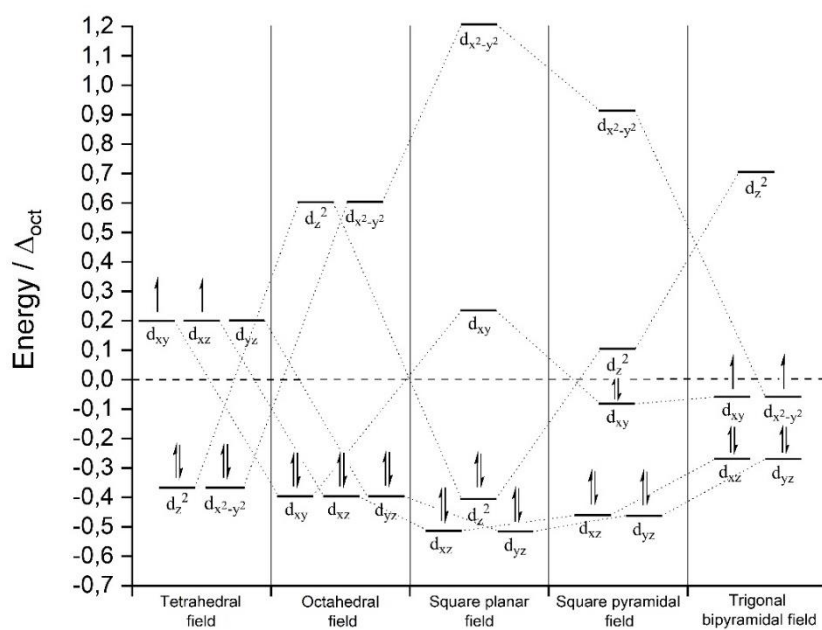 Energy / Δoct
1,2
1,1
1,0
0,9
0,8
0,7
0,6
0,5
0,4
0,3
0,2
0,1
0,0
-0,1
-0,2
-0,3
-0,4
-0,5
-0,6
-0,7
dxy dxz dyz
dz² dx²-y²
Tetrahedral
field
dz² dx²-y²
dxy dxz dyz
Octahedral
field
dx²-y²
dxy
dz²
dxz dyz
Square planar
field
dx²-y²
dz²
dxy
dxz dyz
Square pyramidal
field
dz²
dxy dx²-y²
dxz dyz
Trigonal
bipyramidal field